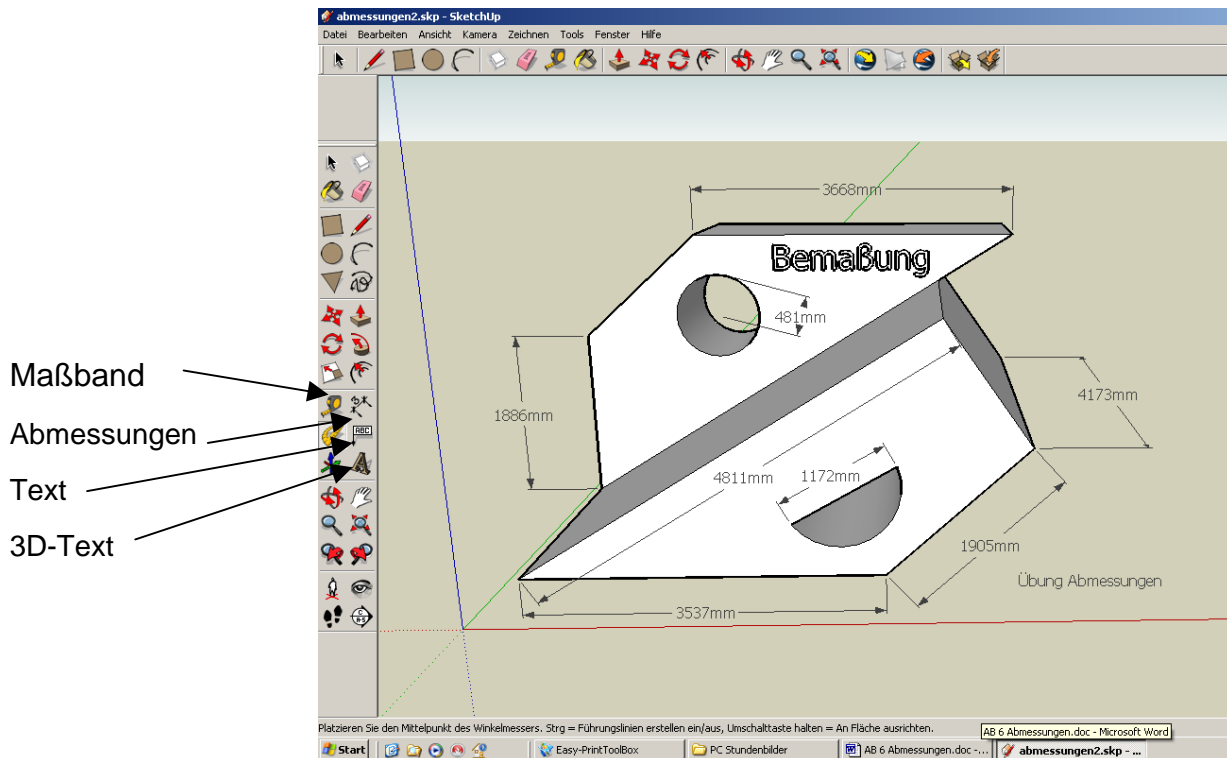 abmessungen2.skp - SketchUp
Datei Bearbeiten Ansicht Kamera Zeichnen Tools Fenster Hilfe
3668mm
Bemaßung
481mm
Maßband
4173mm
ABC
1886mm
Abmessungen
4811mm
1172mm
Text
3D-Text
1905mm
Übung Abmessungen
3537mm
Platzieren Sie den Mittelpunkt des Winkelmessers. Strg = Führungslinien erstellen ein/aus, Umschalttaste halten = An Fläche ausrichten.
AB 6 Abmessungen.doc - Microsoft Word
Start
Easy-PrintToolBox
PC Stundenbilder
AB 6 Abmessungen.doc -...
abmessungen2.skp - ...